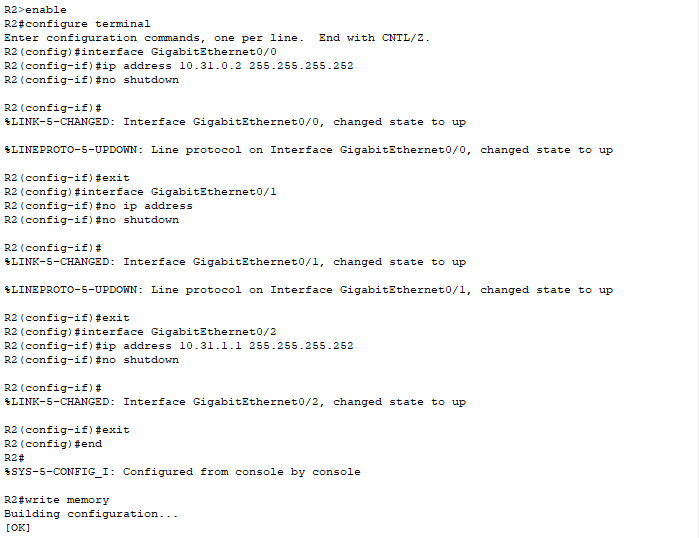 R2>enable
R2#configure terminal
Enter configuration commands, one per line.  End with CNTL/Z.
R2(config)#interface GigabitEthernet0/0
R2(config-if)#ip address 10.31.0.2 255.255.255.252
R2(config-if)#no shutdown
R2(config-if)#
%LINK-5-CHANGED: Interface GigabitEthernet0/0, changed state to up
%LINEPROTO-5-UPDOWN: Line protocol on Interface GigabitEthernet0/0, changed state to up
R2(config-if)#exit
R2(config)#interface GigabitEthernet0/1
R2(config-if)#no ip address
R2(config-if)#no shutdown
R2(config-if)#
%LINK-5-CHANGED: Interface GigabitEthernet0/1, changed state to up
%LINEPROTO-5-UPDOWN: Line protocol on Interface GigabitEthernet0/1, changed state to up
R2(config-if)#exit
R2(config)#interface GigabitEthernet0/2
R2(config-if)#ip address 10.31.1.1 255.255.255.252
R2(config-if)#no shutdown
R2(config-if)#
%LINK-5-CHANGED: Interface GigabitEthernet0/2, changed state to up
R2(config-if)#exit
R2(config)#end
R2#
%SYS-5-CONFIG_I: Configured from console by console
R2#write memory
Building configuration...
[OK]